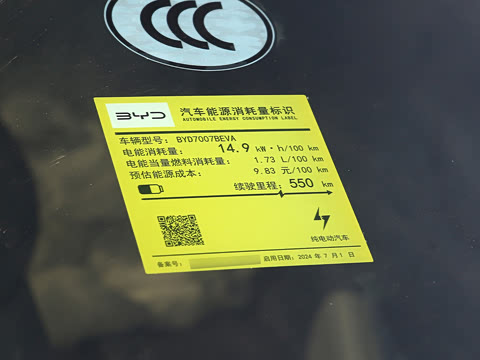 CCC
BYD 汽车能源消耗量标识
AUTOMOBILE ENERGY CONSUMPTION LABEL
车辆型号: BYD7007BEVA
电能消耗量: 14.9 kW·h/100 km
电能当量燃料消耗量: 1.73 L/100 km
预估能源成本: 9.83 元/100 km
续驶里程: 550 km
纯电动汽车
备案号: 启用日期: 2024 年 7 月 1 日